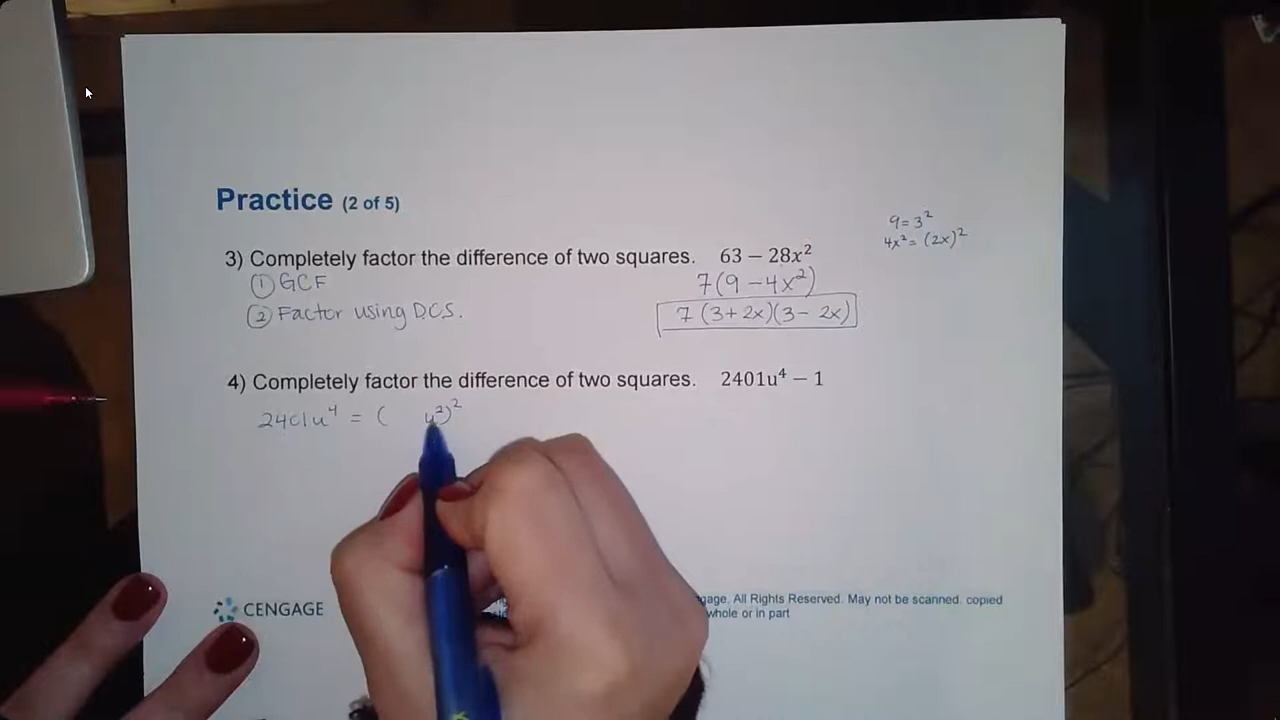 Practice (2 of 5)
9 = 3²
4x² = (2x)²
3) Completely factor the difference of two squares. 63 − 28x²
① GCF
7(9 − 4x²)
② Factor using D.O.S.
7(3 + 2x)(3 − 2x)
4) Completely factor the difference of two squares. 2401u⁴ − 1
2401u⁴ = ( u²)²
CENGAGE
All Rights Reserved. May not be scanned, copied
whole or in part